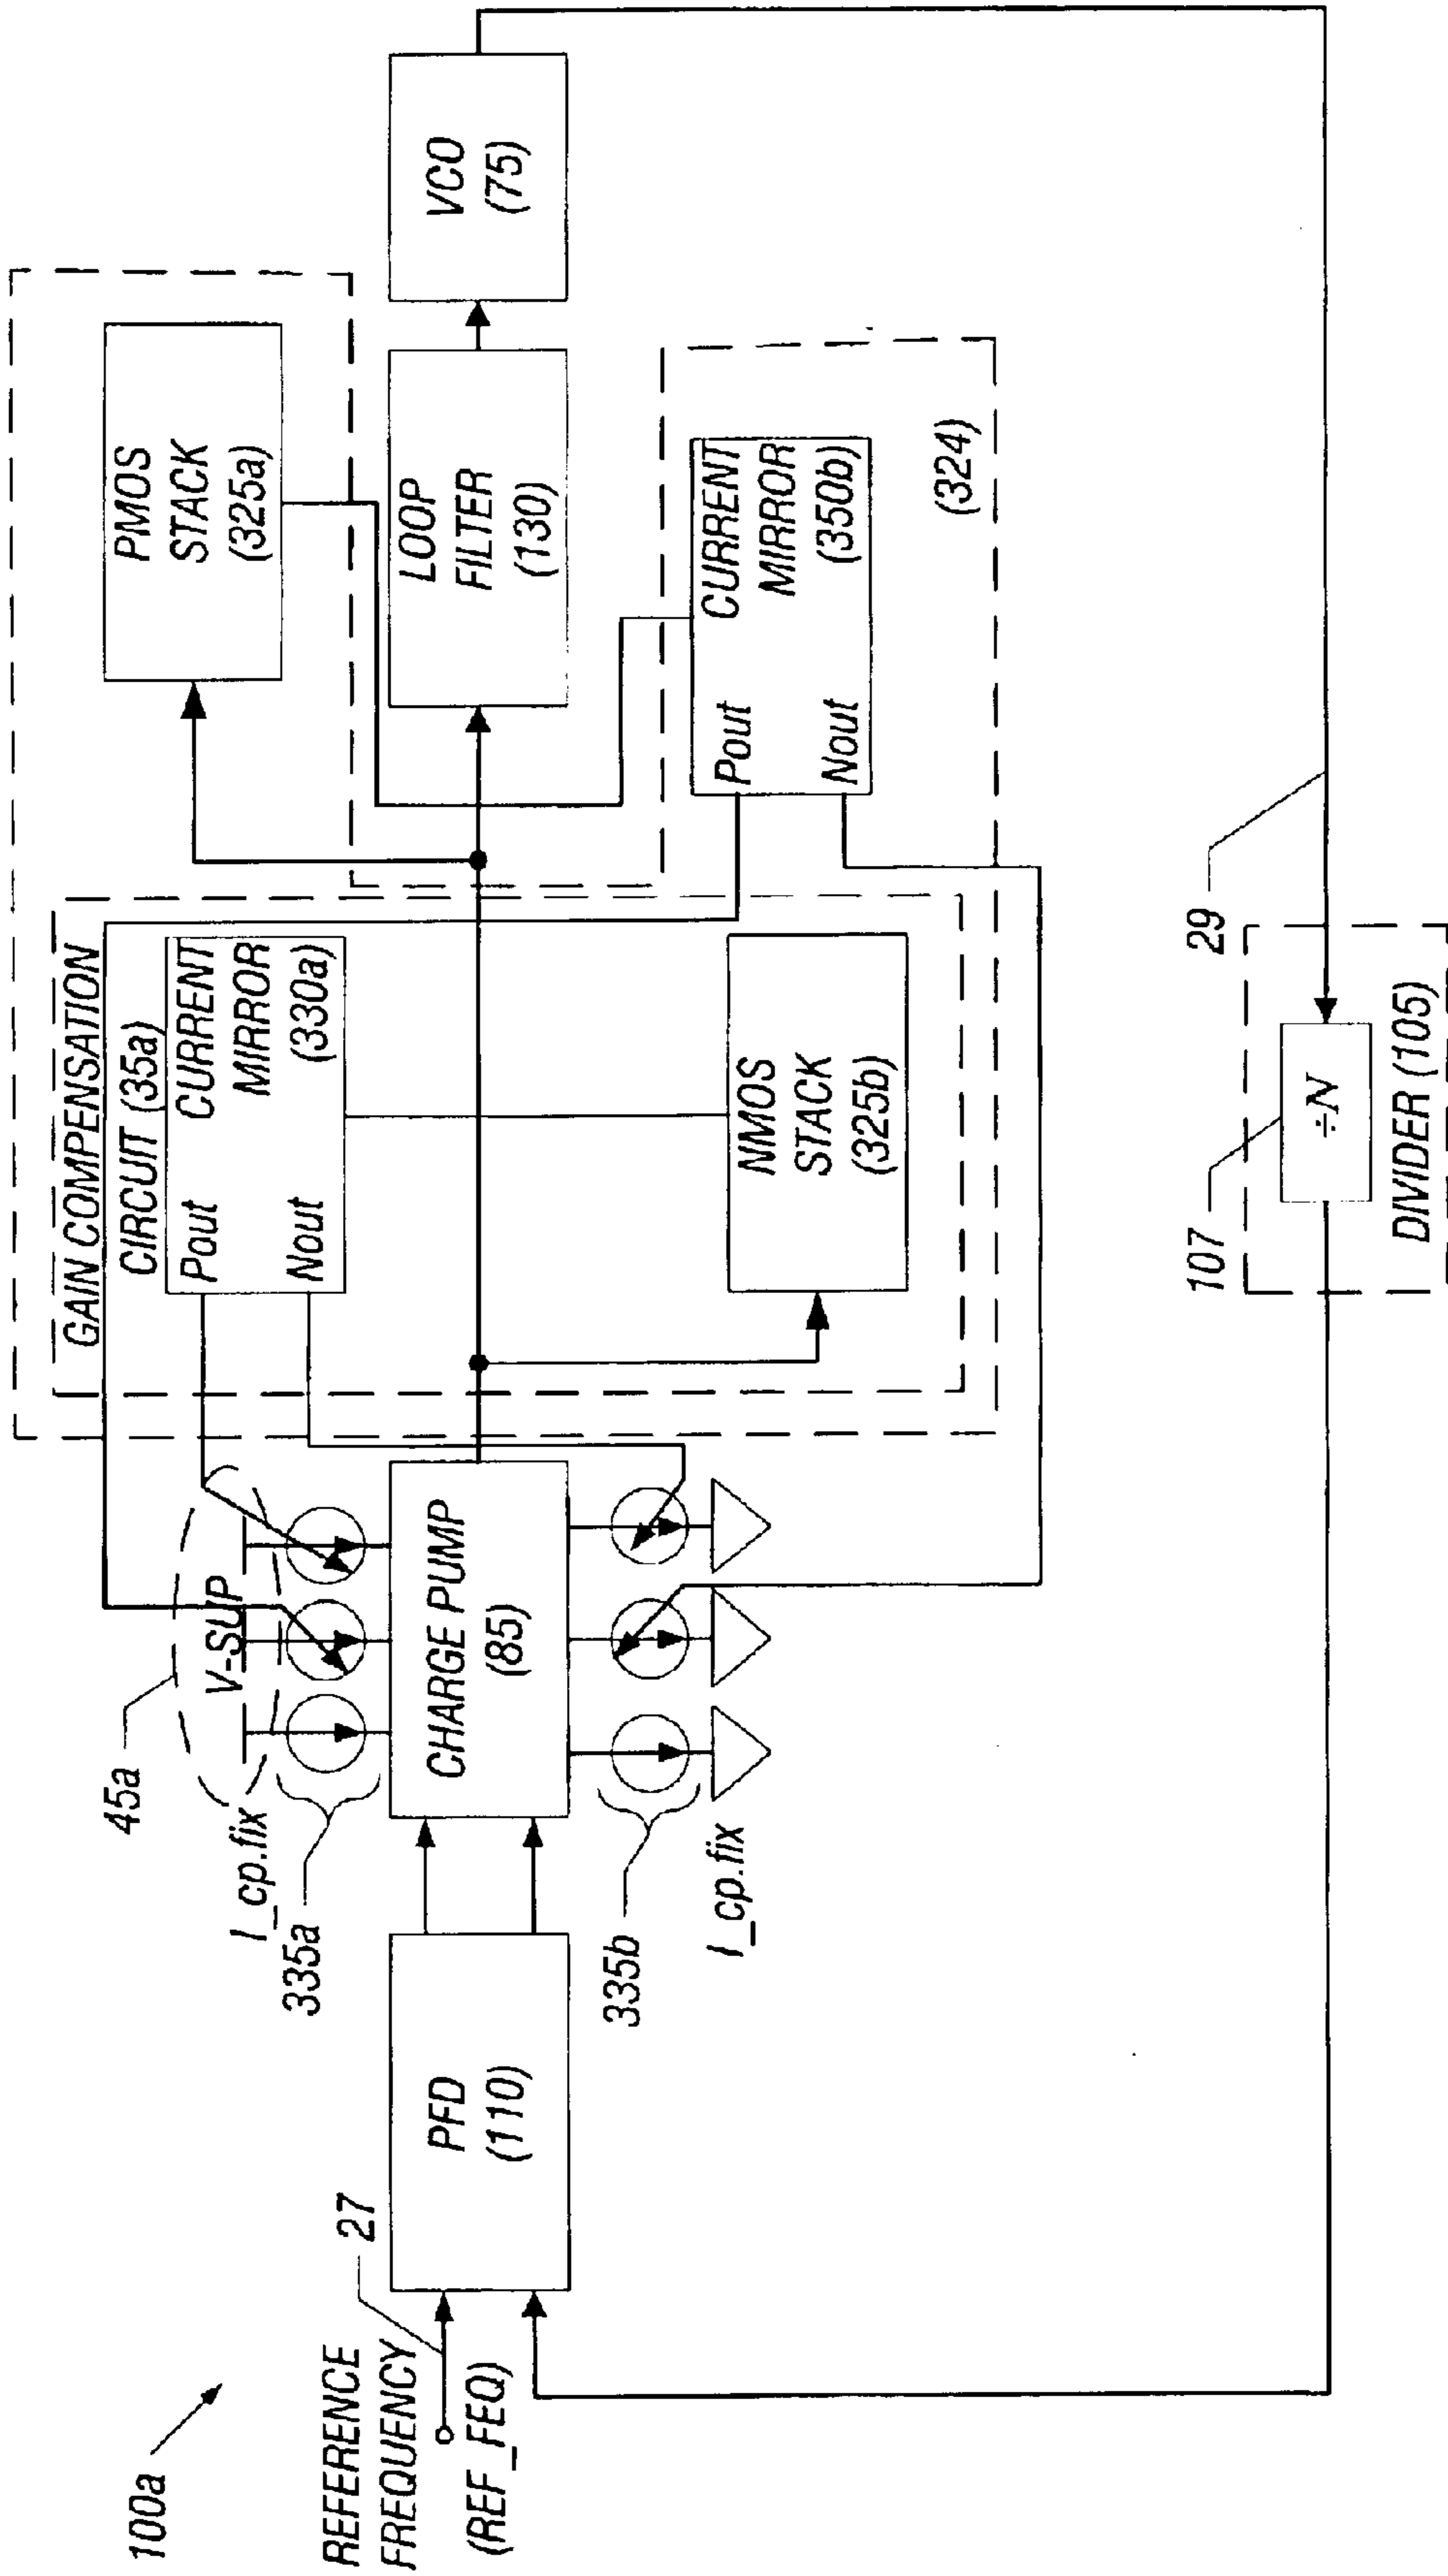 100a
REFERENCE
FREQUENCY
(REF_FEQ)
27
PFD
(110)
45a
V-SUP
I_cp.fix
335a
CHARGE PUMP
(85)
335b
I_cp.fix
GAIN COMPENSATION
CIRCUIT (35a)
Pout
Nout
CURRENT
MIRROR
(330a)
NMOS
STACK
(325b)
PMOS
STACK
(325a)
LOOP
FILTER
(130)
Pout
Nout
CURRENT
MIRROR
(350b)
(324)
VCO
(75)
107
29
÷N
DIVIDER (105)